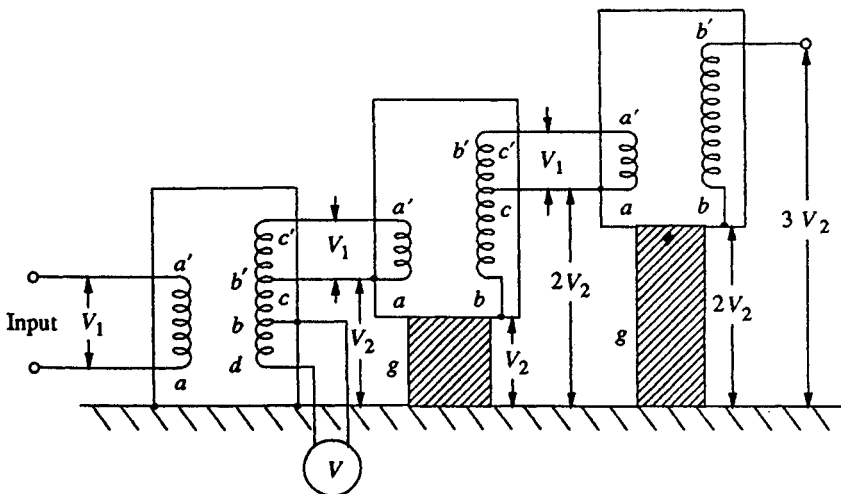 b'
a'
b' c'
V₁
a'
c
a
b
3 V₂
c'
V₁
a'
b'
2V₂
2V₂
a'
c
Input
V₁
a
b
b
V₂
g
V₂
g
a
d
V